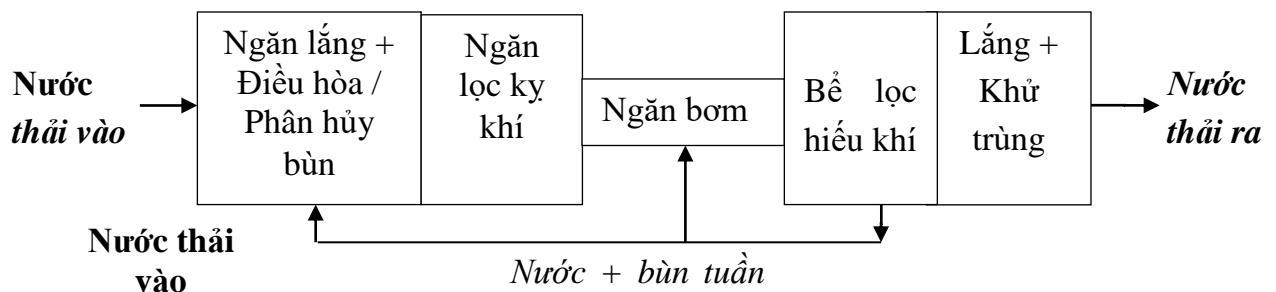 Nước
thải vào
Ngăn lắng +
Điều hòa /
Phân hủy
bùn
Ngăn
lọc kỵ
khí
Ngăn bơm
Bể lọc
hiếu khí
Lắng +
Khử
trùng
Nước
thải ra
Nước thải
vào
Nước + bùn tuần